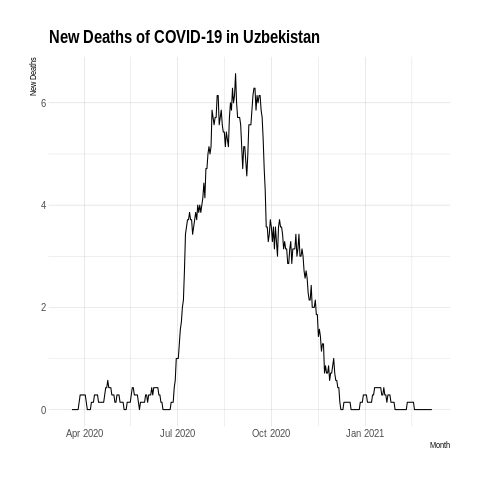 New Deaths of COVID-19 in Uzbekistan
New Deaths
6
4
2
0
Apr 2020 Jul 2020 Oct 2020 Jan 2021
Month